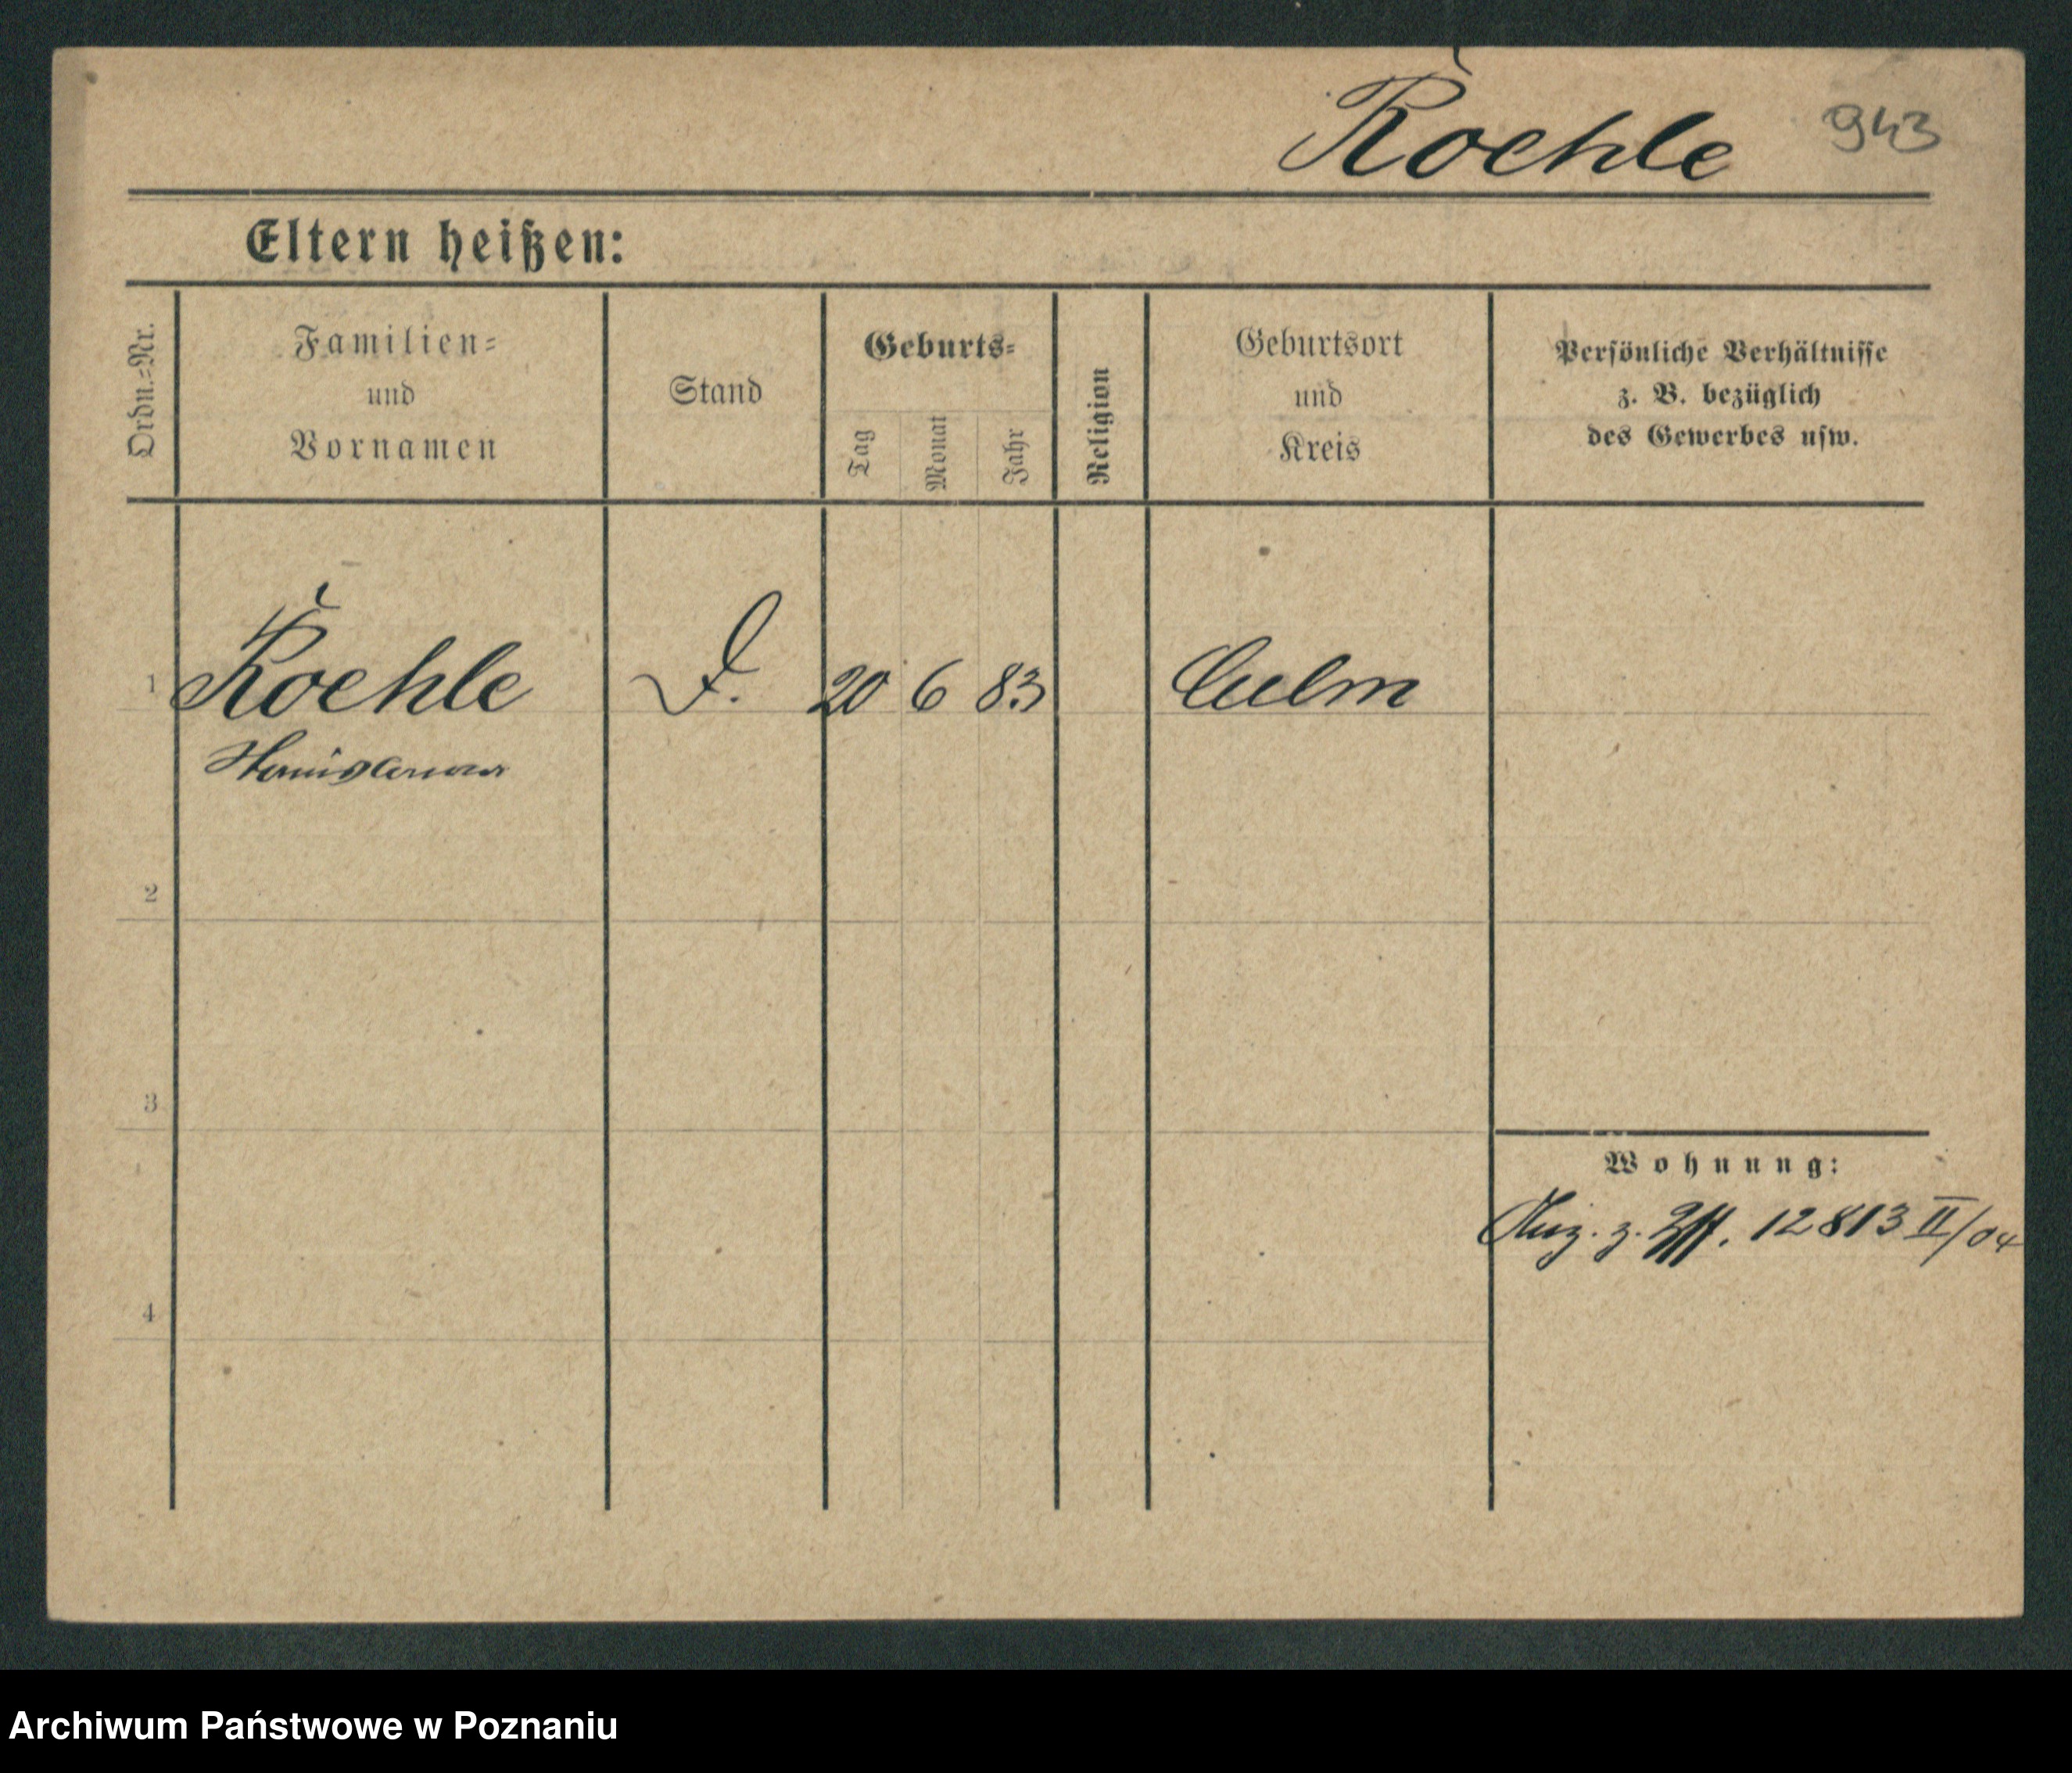 Roehle 943
Eltern heißen:
Ordn.=Nr.
Familien=
und
Vornamen
Stand
Geburts=
Tag
Monat
Jahr
Religion
Geburtsort
und
Kreis
Persönliche Verhältnisse
z. B. bezüglich
des Gewerbes usw.
1 Roehle 20 6 83 Culm
2
3
Wohnung:
z. 12813 II/04
4
Archiwum Państwowe w Poznaniu